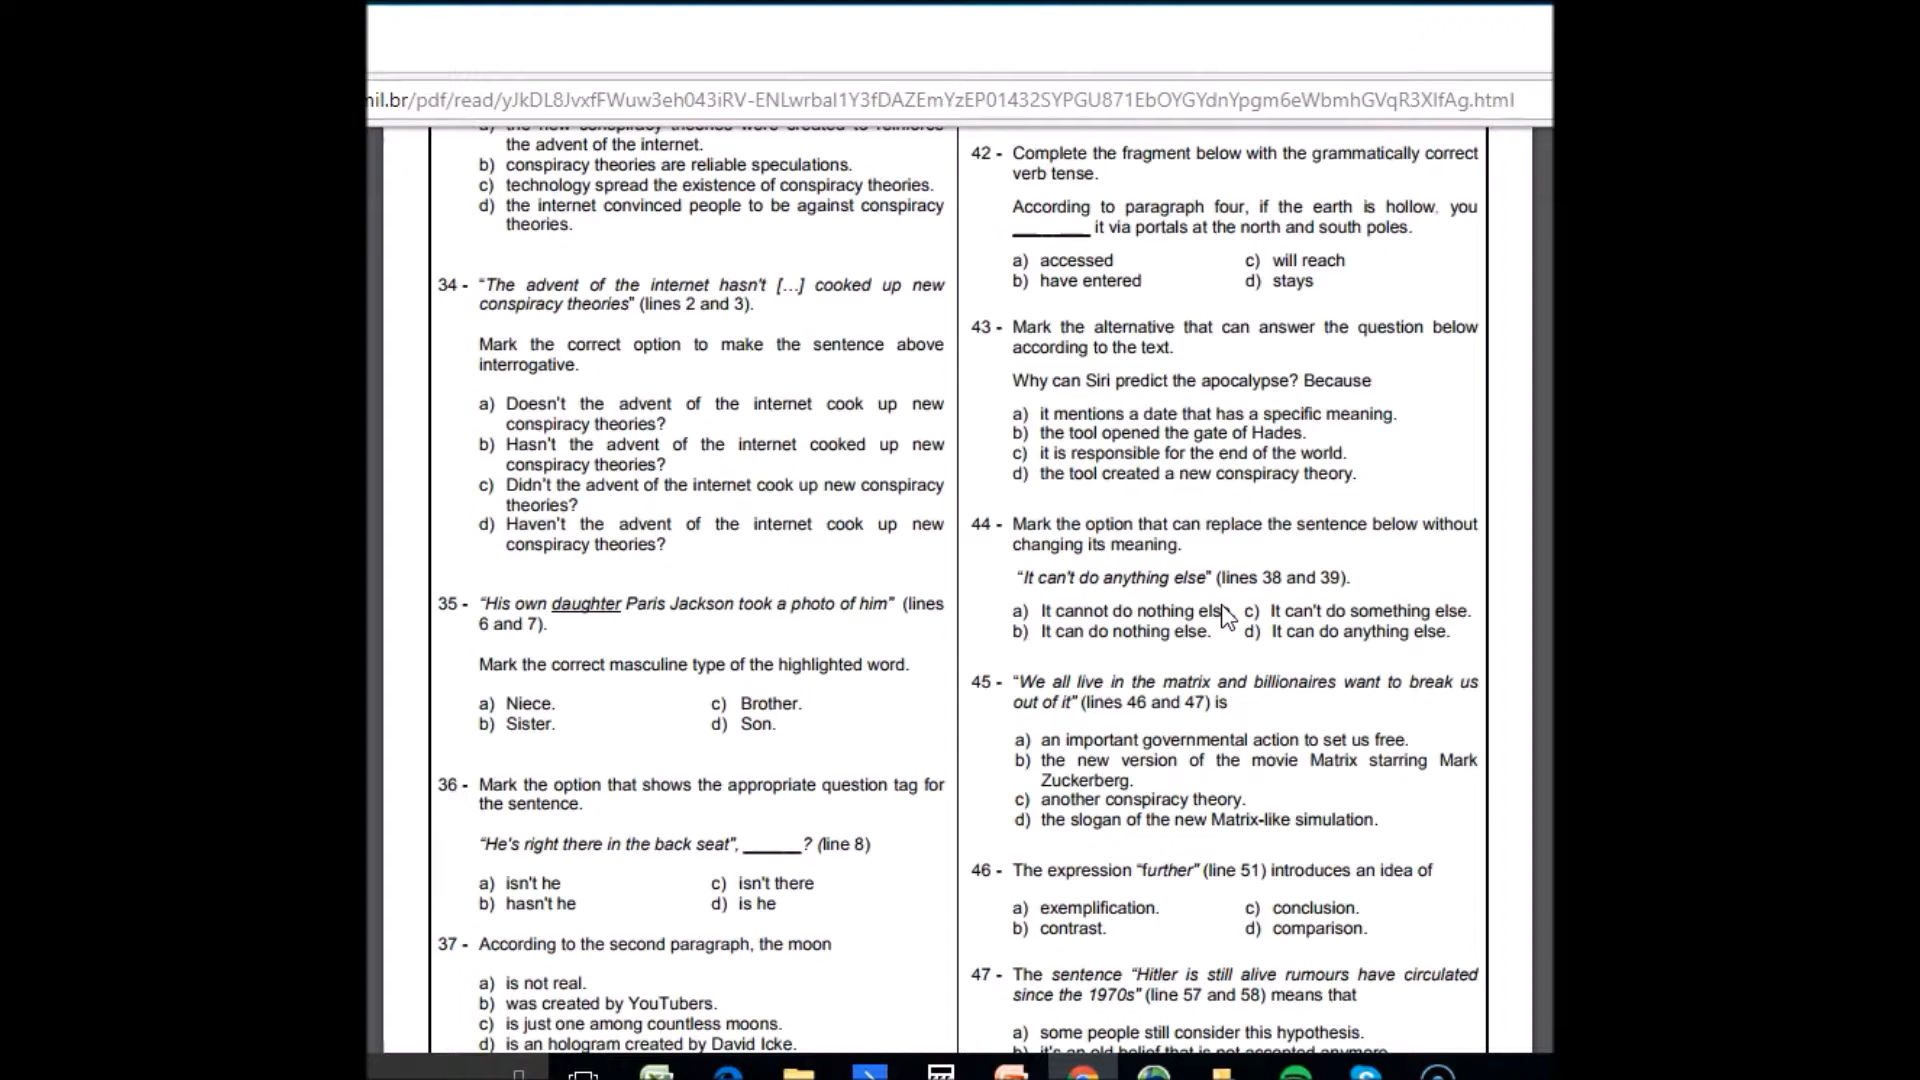 nil.br/pdf/read/yJkDL8JvxfFWuw3eh043iRV-ENLwrbaI1Y3fDAZEmYzEP01432SYPGU871EbOYGYdnYpgm6eWbmhGVqR3XIfAg.html
a) the new conspiracy theories were created to reinforce
the advent of the internet.
b) conspiracy theories are reliable speculations.
c) technology spread the existence of conspiracy theories.
d) the internet convinced people to be against conspiracy
theories.
34 - “The advent of the internet hasn't [...] cooked up new
conspiracy theories” (lines 2 and 3).
Mark the correct option to make the sentence above
interrogative.
a) Doesn't the advent of the internet cook up new
conspiracy theories?
b) Hasn't the advent of the internet cooked up new
conspiracy theories?
c) Didn't the advent of the internet cook up new conspiracy
theories?
d) Haven't the advent of the internet cook up new
conspiracy theories?
35 - “His own daughter Paris Jackson took a photo of him” (lines
6 and 7).
Mark the correct masculine type of the highlighted word.
a) Niece. c) Brother.
b) Sister. d) Son.
36 - Mark the option that shows the appropriate question tag for
the sentence.
“He's right there in the back seat”, ______? (line 8)
a) isn't he c) isn't there
b) hasn't he d) is he
37 - According to the second paragraph, the moon
a) is not real.
b) was created by YouTubers.
c) is just one among countless moons.
d) is an hologram created by David Icke.
42 - Complete the fragment below with the grammatically correct
verb tense.
According to paragraph four, if the earth is hollow, you
________ it via portals at the north and south poles.
a) accessed c) will reach
b) have entered d) stays
43 - Mark the alternative that can answer the question below
according to the text.
Why can Siri predict the apocalypse? Because
a) it mentions a date that has a specific meaning.
b) the tool opened the gate of Hades.
c) it is responsible for the end of the world.
d) the tool created a new conspiracy theory.
44 - Mark the option that can replace the sentence below without
changing its meaning.
“It can't do anything else” (lines 38 and 39).
a) It cannot do nothing else. c) It can't do something else.
b) It can do nothing else. d) It can do anything else.
45 - “We all live in the matrix and billionaires want to break us
out of it” (lines 46 and 47) is
a) an important governmental action to set us free.
b) the new version of the movie Matrix starring Mark
Zuckerberg.
c) another conspiracy theory.
d) the slogan of the new Matrix-like simulation.
46 - The expression “further” (line 51) introduces an idea of
a) exemplification. c) conclusion.
b) contrast. d) comparison.
47 - The sentence “Hitler is still alive rumours have circulated
since the 1970s” (line 57 and 58) means that
a) some people still consider this hypothesis.
b) it's an old belief that is not accepted anymore.